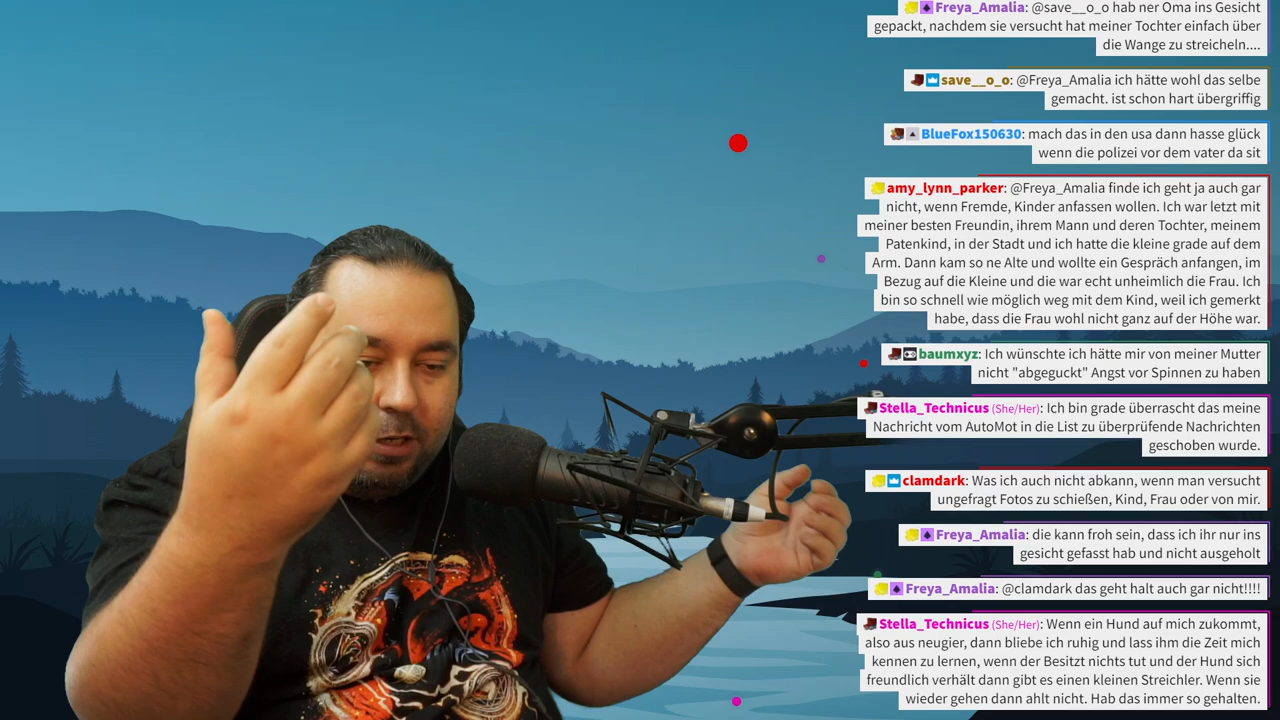 Freya_Amalia: @save__o_o hab ner Oma ins Gesicht
gepackt, nachdem sie versucht hat meiner Tochter einfach über
die Wange zu streicheln....
save__o_o: @Freya_Amalia ich hätte wohl das selbe
gemacht. ist schon hart übergriffig
BlueFox150630: mach das in den usa dann hasse glück
wenn die polizei vor dem vater da sit
amy_lynn_parker: @Freya_Amalia finde ich geht ja auch gar
nicht, wenn Fremde, Kinder anfassen wollen. Ich war letzt mit
meiner besten Freundin, ihrem Mann und deren Tochter, meinem
Patenkind, in der Stadt und ich hatte die kleine grade auf dem
Arm. Dann kam so ne Alte und wollte ein Gespräch anfangen, im
Bezug auf die Kleine und die war echt unheimlich die Frau. Ich
bin so schnell wie möglich weg mit dem Kind, weil ich gemerkt
habe, dass die Frau wohl nicht ganz auf der Höhe war.
baumxyz: Ich wünschte ich hätte mir von meiner Mutter
nicht "abgeguckt" Angst vor Spinnen zu haben
Stella_Technicus (She/Her): Ich bin grade überrascht das meine
Nachricht vom AutoMot in die List zu überprüfende Nachrichten
geschoben wurde.
clamdark: Was ich auch nicht abkann, wenn man versucht
ungefragt Fotos zu schießen, Kind, Frau oder von mir.
Freya_Amalia: die kann froh sein, dass ich ihr nur ins
gesicht gefasst hab und nicht ausgeholt
Freya_Amalia: @clamdark das geht halt auch gar nicht!!!!
Stella_Technicus (She/Her): Wenn ein Hund auf mich zukommt,
also aus neugier, dann bliebe ich ruhig und lass ihm die Zeit mich
kennen zu lernen, wenn der Besitzt nichts tut und der Hund sich
freundlich verhält dann gibt es einen kleinen Streichler. Wenn sie
wieder gehen dann ahlt nicht. Hab das immer so gehalten.